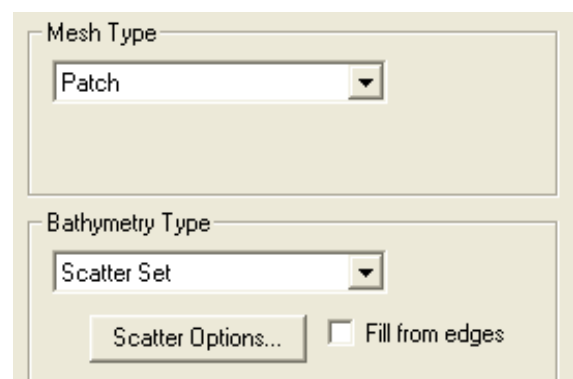 Mesh Type
Patch
Bathymetry Type
Scatter Set
Scatter Options... Fill from edges